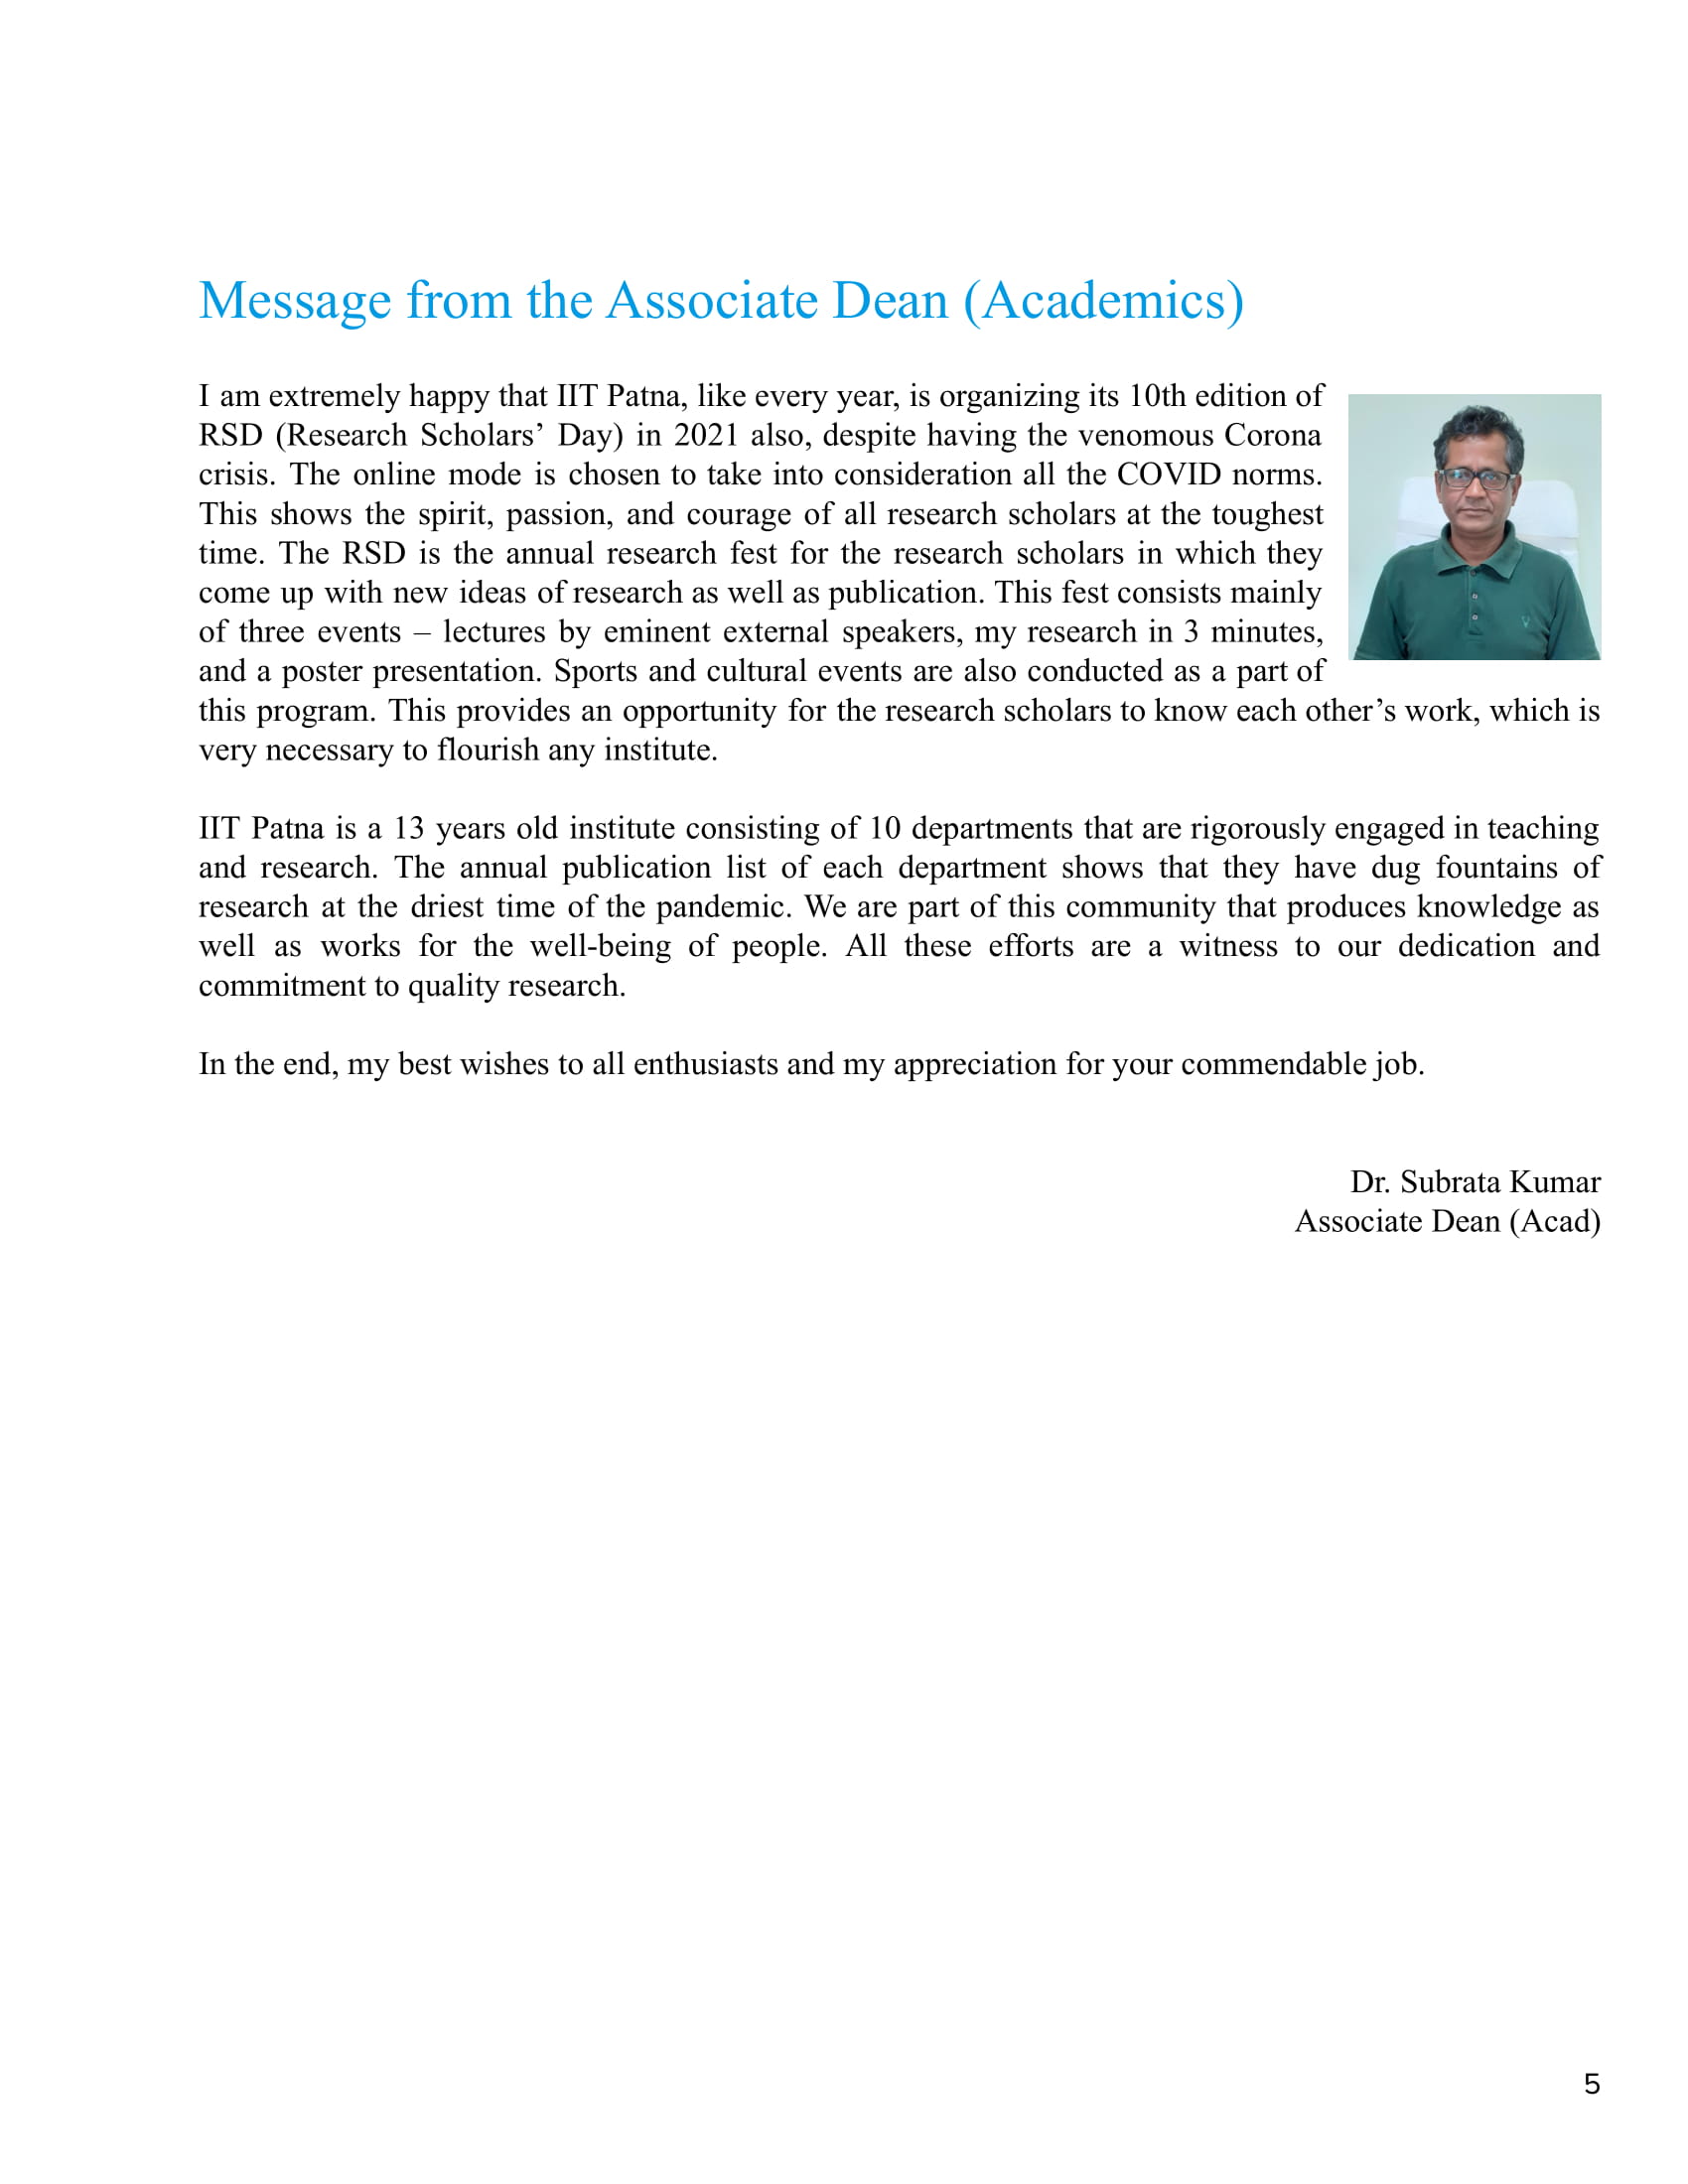 Message from the Associate Dean (Academics)
I am extremely happy that IIT Patna, like every year, is organizing its 10th edition of
RSD (Research Scholars’ Day) in 2021 also, despite having the venomous Corona
crisis. The online mode is chosen to take into consideration all the COVID norms.
This shows the spirit, passion, and courage of all research scholars at the toughest
time. The RSD is the annual research fest for the research scholars in which they
come up with new ideas of research as well as publication. This fest consists mainly
of three events – lectures by eminent external speakers, my research in 3 minutes,
and a poster presentation. Sports and cultural events are also conducted as a part of
this program. This provides an opportunity for the research scholars to know each other’s work, which is
very necessary to flourish any institute.
IIT Patna is a 13 years old institute consisting of 10 departments that are rigorously engaged in teaching
and research. The annual publication list of each department shows that they have dug fountains of
research at the driest time of the pandemic. We are part of this community that produces knowledge as
well as works for the well-being of people. All these efforts are a witness to our dedication and
commitment to quality research.
In the end, my best wishes to all enthusiasts and my appreciation for your commendable job.
Dr. Subrata Kumar
Associate Dean (Acad)
5